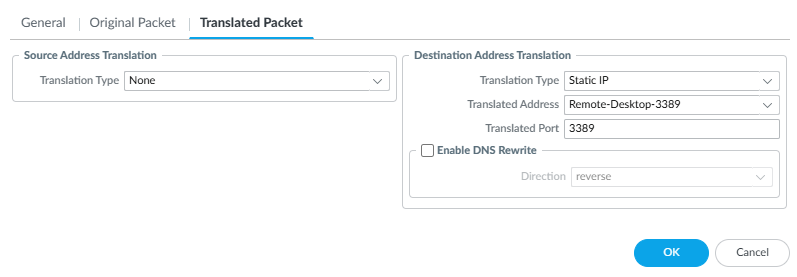 General
Original Packet
Translated Packet
Source Address Translation
Translation Type None
Destination Address Translation
Translation Type Static IP
Translated Address Remote-Desktop-3389
Translated Port 3389
Enable DNS Rewrite
Direction reverse
OK
Cancel